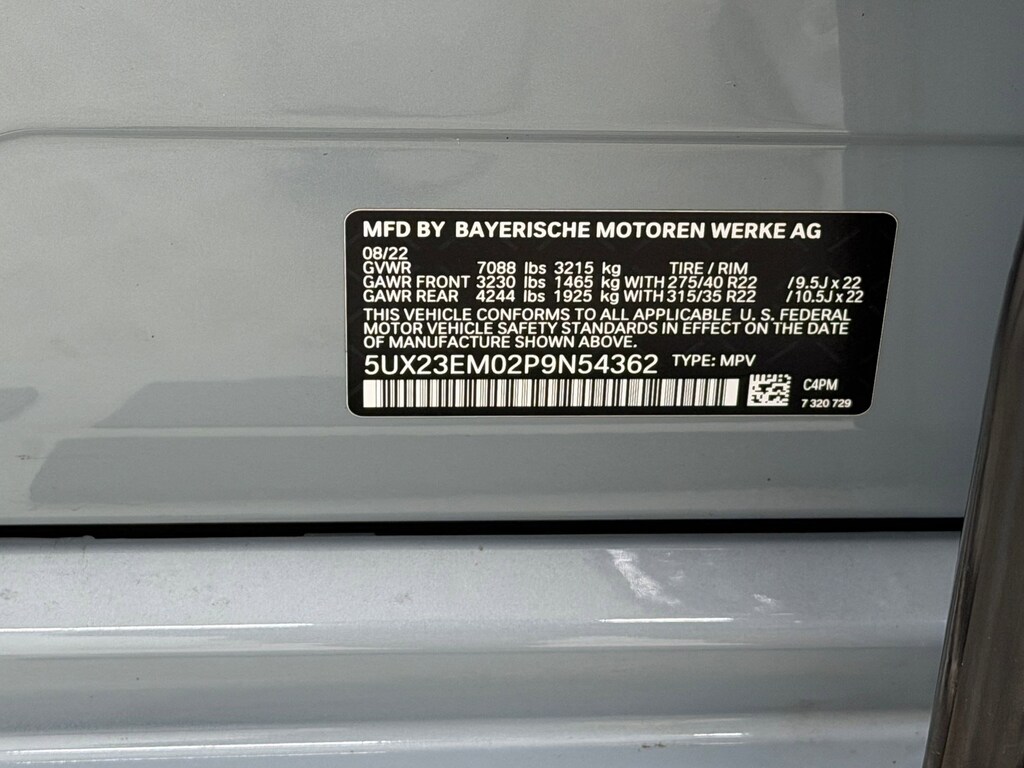 MFD BY BAYERISCHE MOTOREN WERKE AG
08/22
GVWR 7088 lbs 3215 kg TIRE / RIM
GAWR FRONT 3230 lbs 1465 kg WITH 275/40 R22 / 9.5J x 22
GAWR REAR 4244 lbs 1925 kg WITH 315/35 R22 / 10.5J x 22
THIS VEHICLE CONFORMS TO ALL APPLICABLE U. S. FEDERAL
MOTOR VEHICLE SAFETY STANDARDS IN EFFECT ON THE DATE
OF MANUFACTURE SHOWN ABOVE.
5UX23EM02P9N54362 TYPE: MPV
C4PM
7 320 729